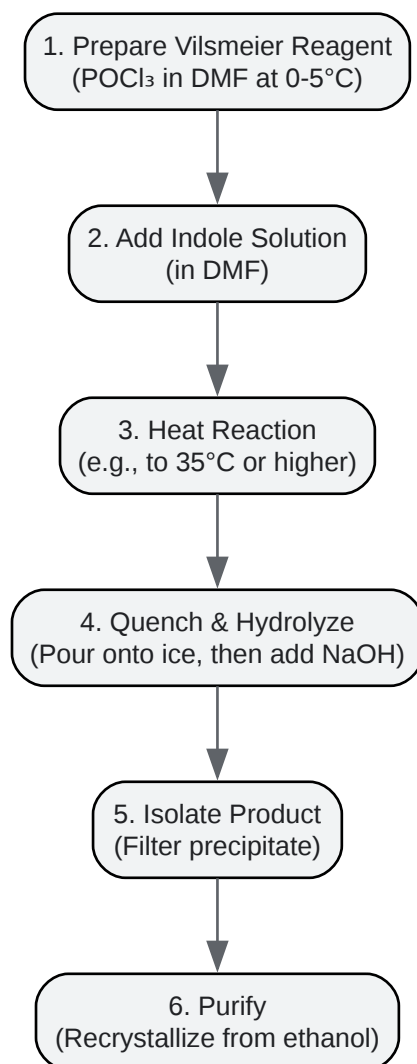 1. Prepare Vilsmeier Reagent
(POCl₃ in DMF at 0-5°C)
2. Add Indole Solution
(in DMF)
3. Heat Reaction
(e.g., to 35°C or higher)
4. Quench & Hydrolyze
(Pour onto ice, then add NaOH)
5. Isolate Product
(Filter precipitate)
6. Purify
(Recrystallize from ethanol)